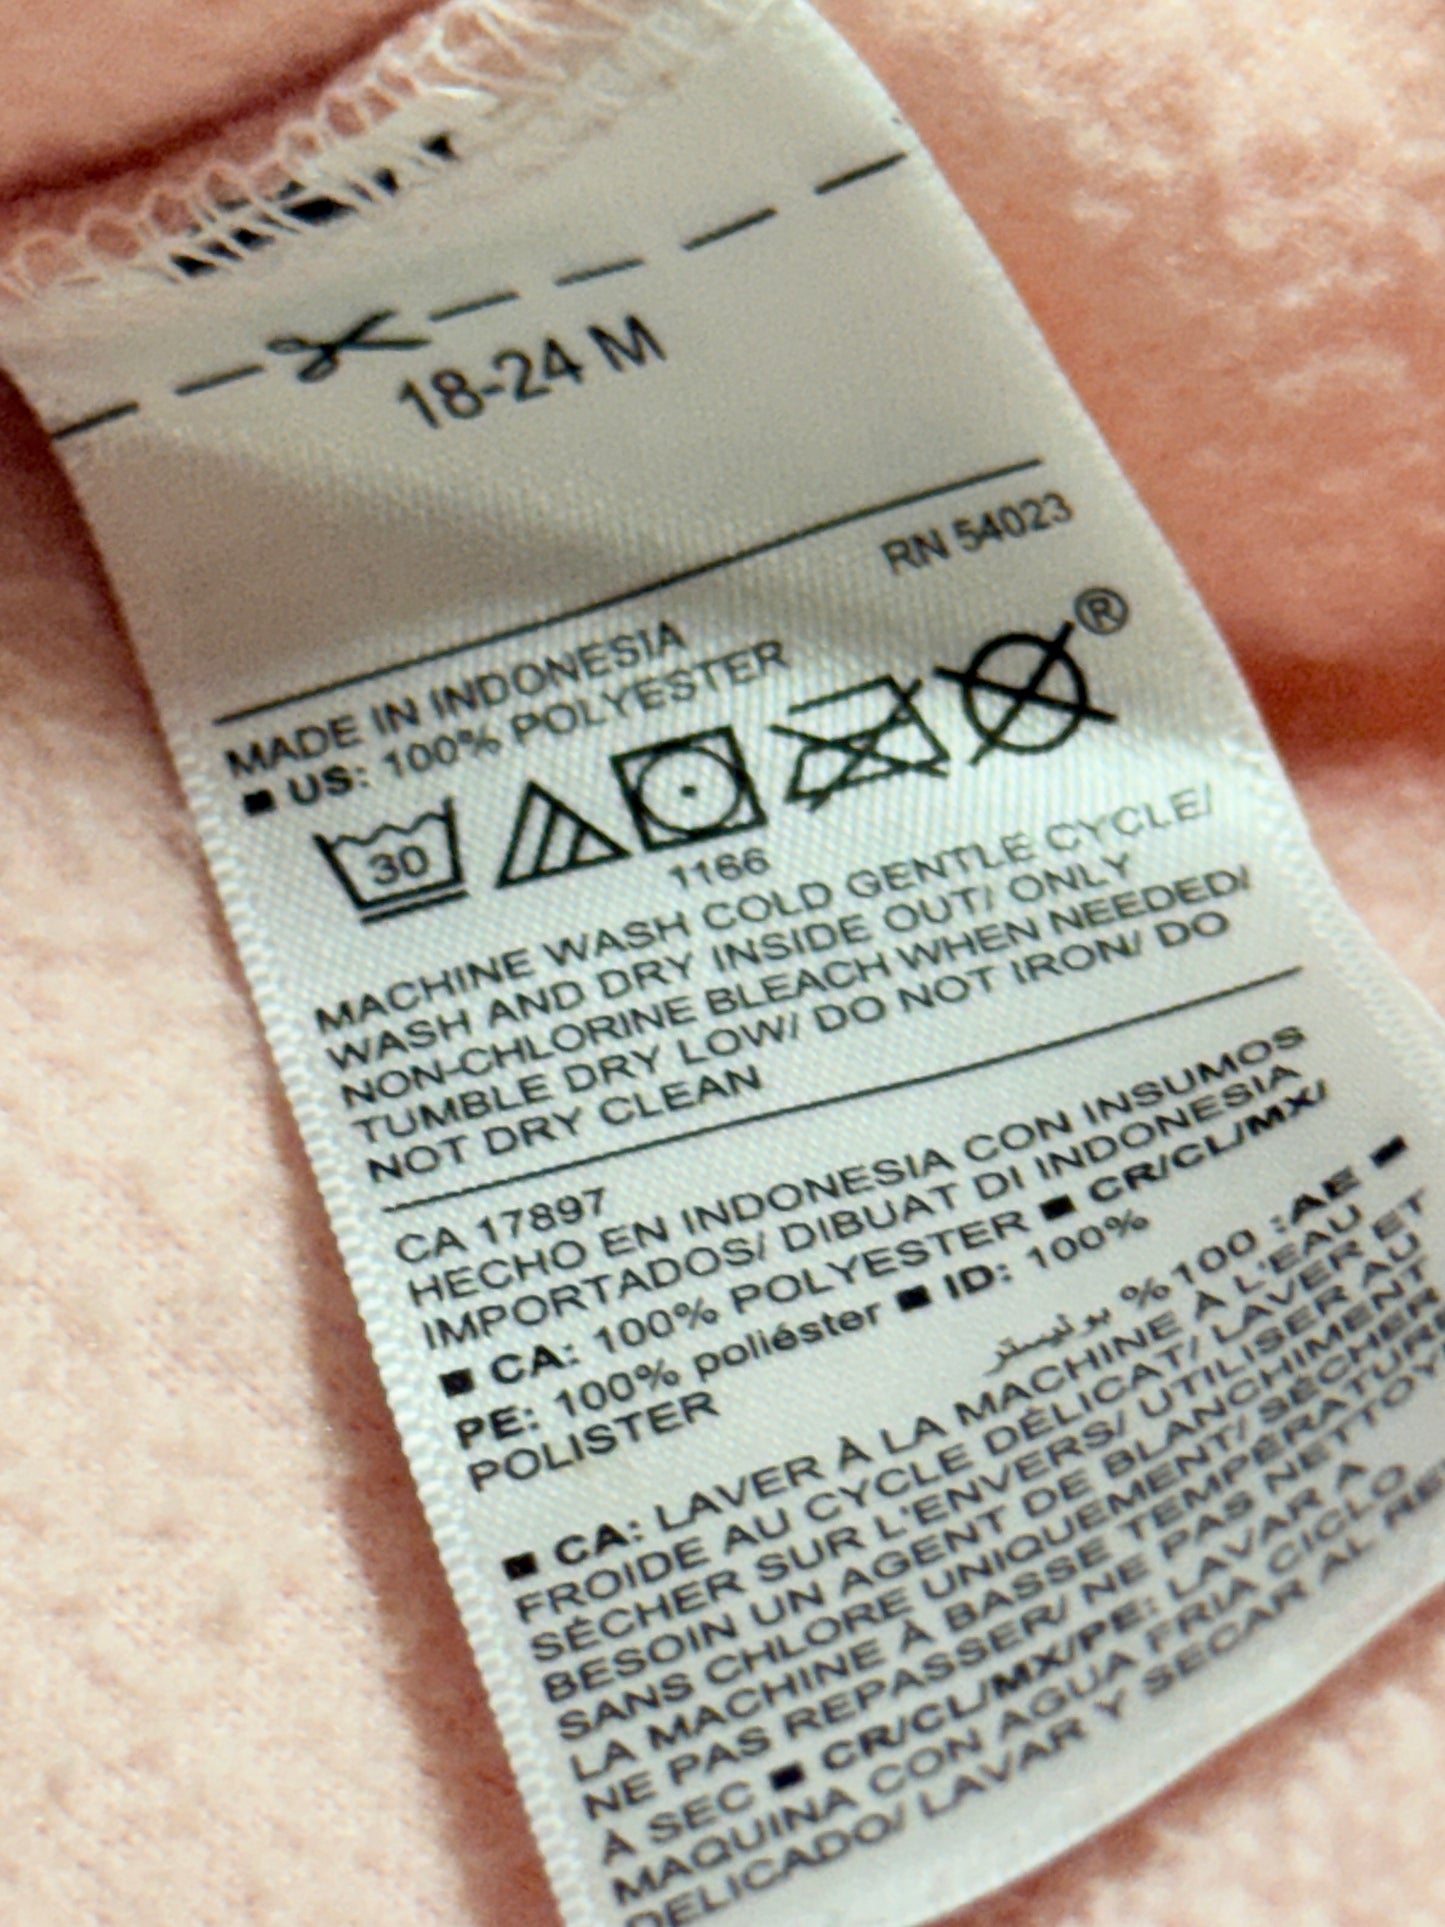 18-24 M
RN 54023
MADE IN INDONESIA
■ US: 100% POLYESTER
®
30
1166
MACHINE WASH COLD GENTLE CYCLE/
WASH AND DRY INSIDE OUT/ ONLY
NON-CHLORINE BLEACH WHEN NEEDED/
TUMBLE DRY LOW/ DO NOT IRON/ DO
NOT DRY CLEAN
CA 17897
HECHO EN INDONESIA CON INSUMOS
IMPORTADOS/ DIBUAT DI INDONESIA
■ CA: 100% POLYESTER ■ CR/CL/MX/
PE: 100% poliéster ■ ID: 100%
POLISTER
■ AE: 100% بوليستر
■ CA: LAVER À LA MACHINE À L'EAU
FROIDE AU CYCLE DÉLICAT/ LAVER ET
SÉCHER SUR L'ENVERS/ UTILISER AU
BESOIN UN AGENT DE BLANCHIMENT
SANS CHLORE UNIQUEMENT/ SÉCHER
LA MACHINE À BASSE
NE PAS REPASSER/ NE PAS
À SEC ■ CR/CL/MX/PE: LAVAR A
MAQUINA CON AGUA FRIA CICLO
DELICADO/ LAVAR Y SECAR AL